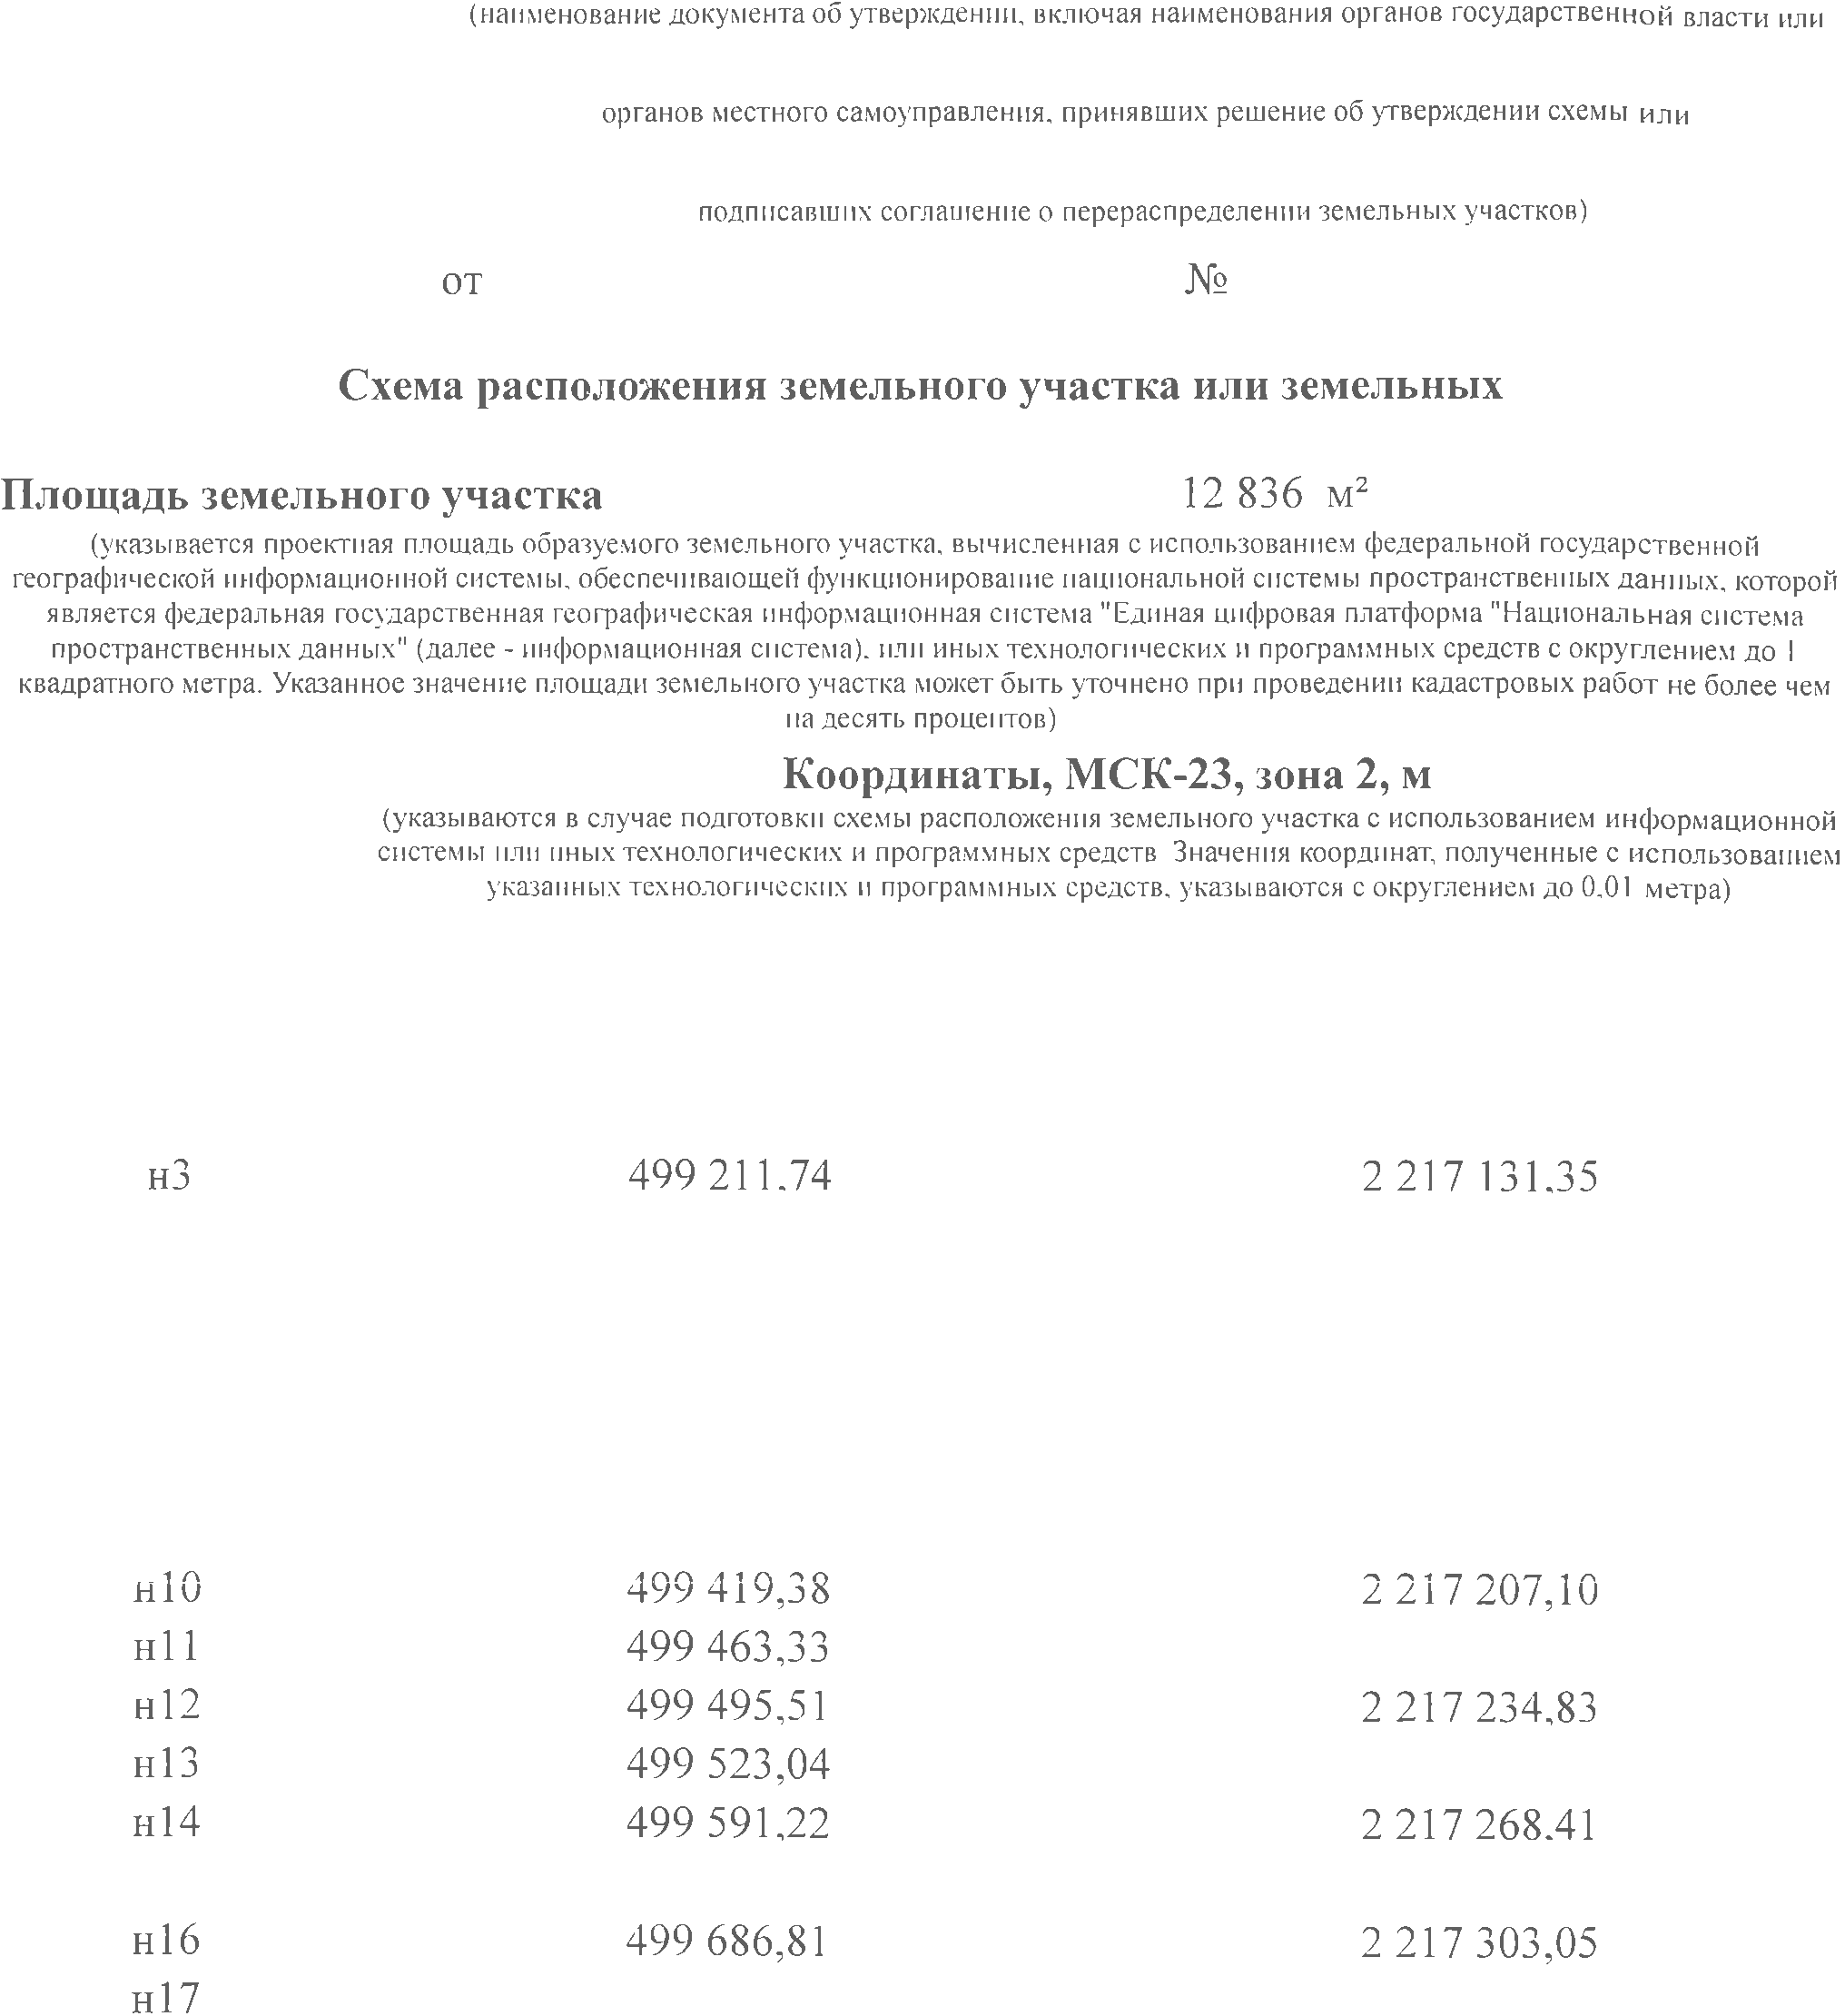 (наименование документа об утверждении, включая наименования органов государственной власти или
органов местного самоуправления, принявших решение об утверждении схемы или
подписавших соглашение о перераспределении земельных участков)
от №
Схема расположения земельного участка или земельных
Площадь земельного участка 12 836 м²
(указывается проектная площадь образуемого земельного участка, вычисленная с использованием федеральной государственной
географической информационной системы, обеспечивающей функционирование национальной системы пространственных данных, которой
является федеральная государственная географическая информационная система "Единая цифровая платформа "Национальная система
пространственных данных" (далее - информационная система), или иных технологических и программных средств с округлением до 1
квадратного метра. Указанное значение площади земельного участка может быть уточнено при проведении кадастровых работ не более чем
на десять процентов)
Координаты, МСК-23, зона 2, м
(указываются в случае подготовки схемы расположения земельного участка с использованием информационной
системы или иных технологических и программных средств Значения координат, полученные с использованием
указанных технологических и программных средств, указываются с округлением до 0,01 метра)
н3 499 211,74 2 217 131,35
н10 499 419,38 2 217 207,10
н11 499 463,33
н12 499 495,51 2 217 234,83
н13 499 523,04
н14 499 591,22 2 217 268,41
н16 499 686,81 2 217 303,05
н17